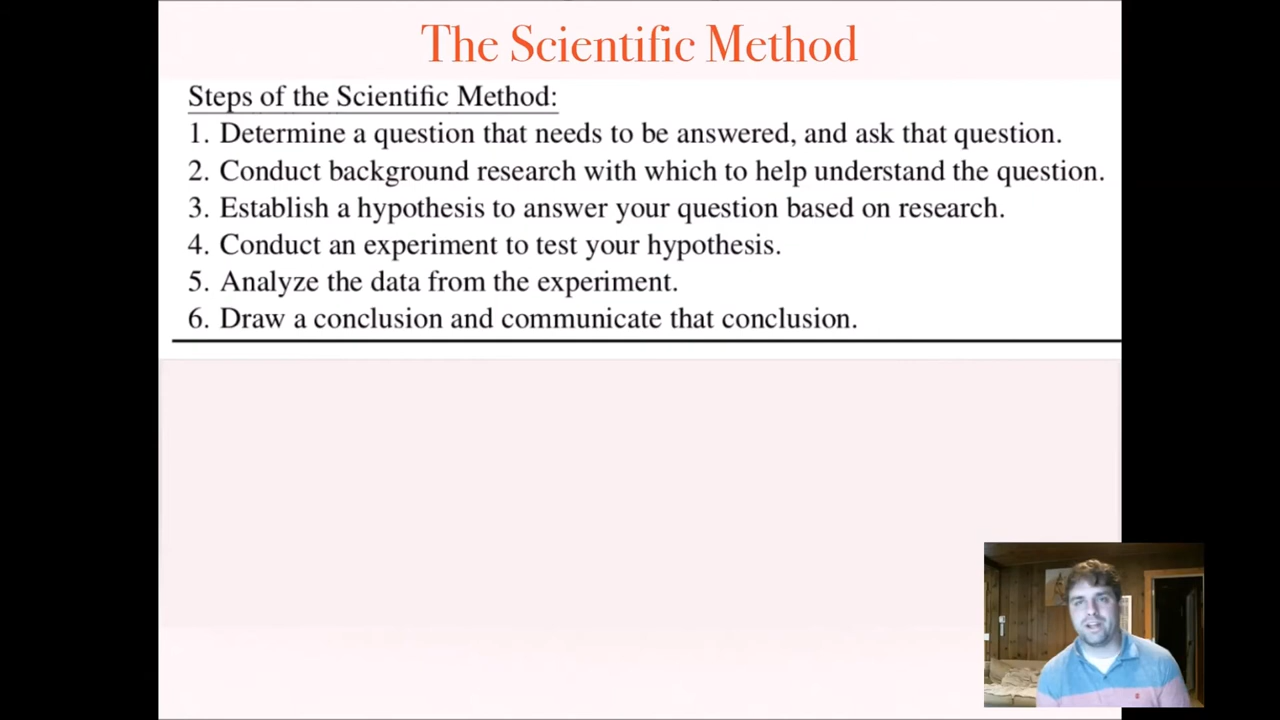 The Scientific Method
Steps of the Scientific Method:
1. Determine a question that needs to be answered, and ask that question.
2. Conduct background research with which to help understand the question.
3. Establish a hypothesis to answer your question based on research.
4. Conduct an experiment to test your hypothesis.
5. Analyze the data from the experiment.
6. Draw a conclusion and communicate that conclusion.